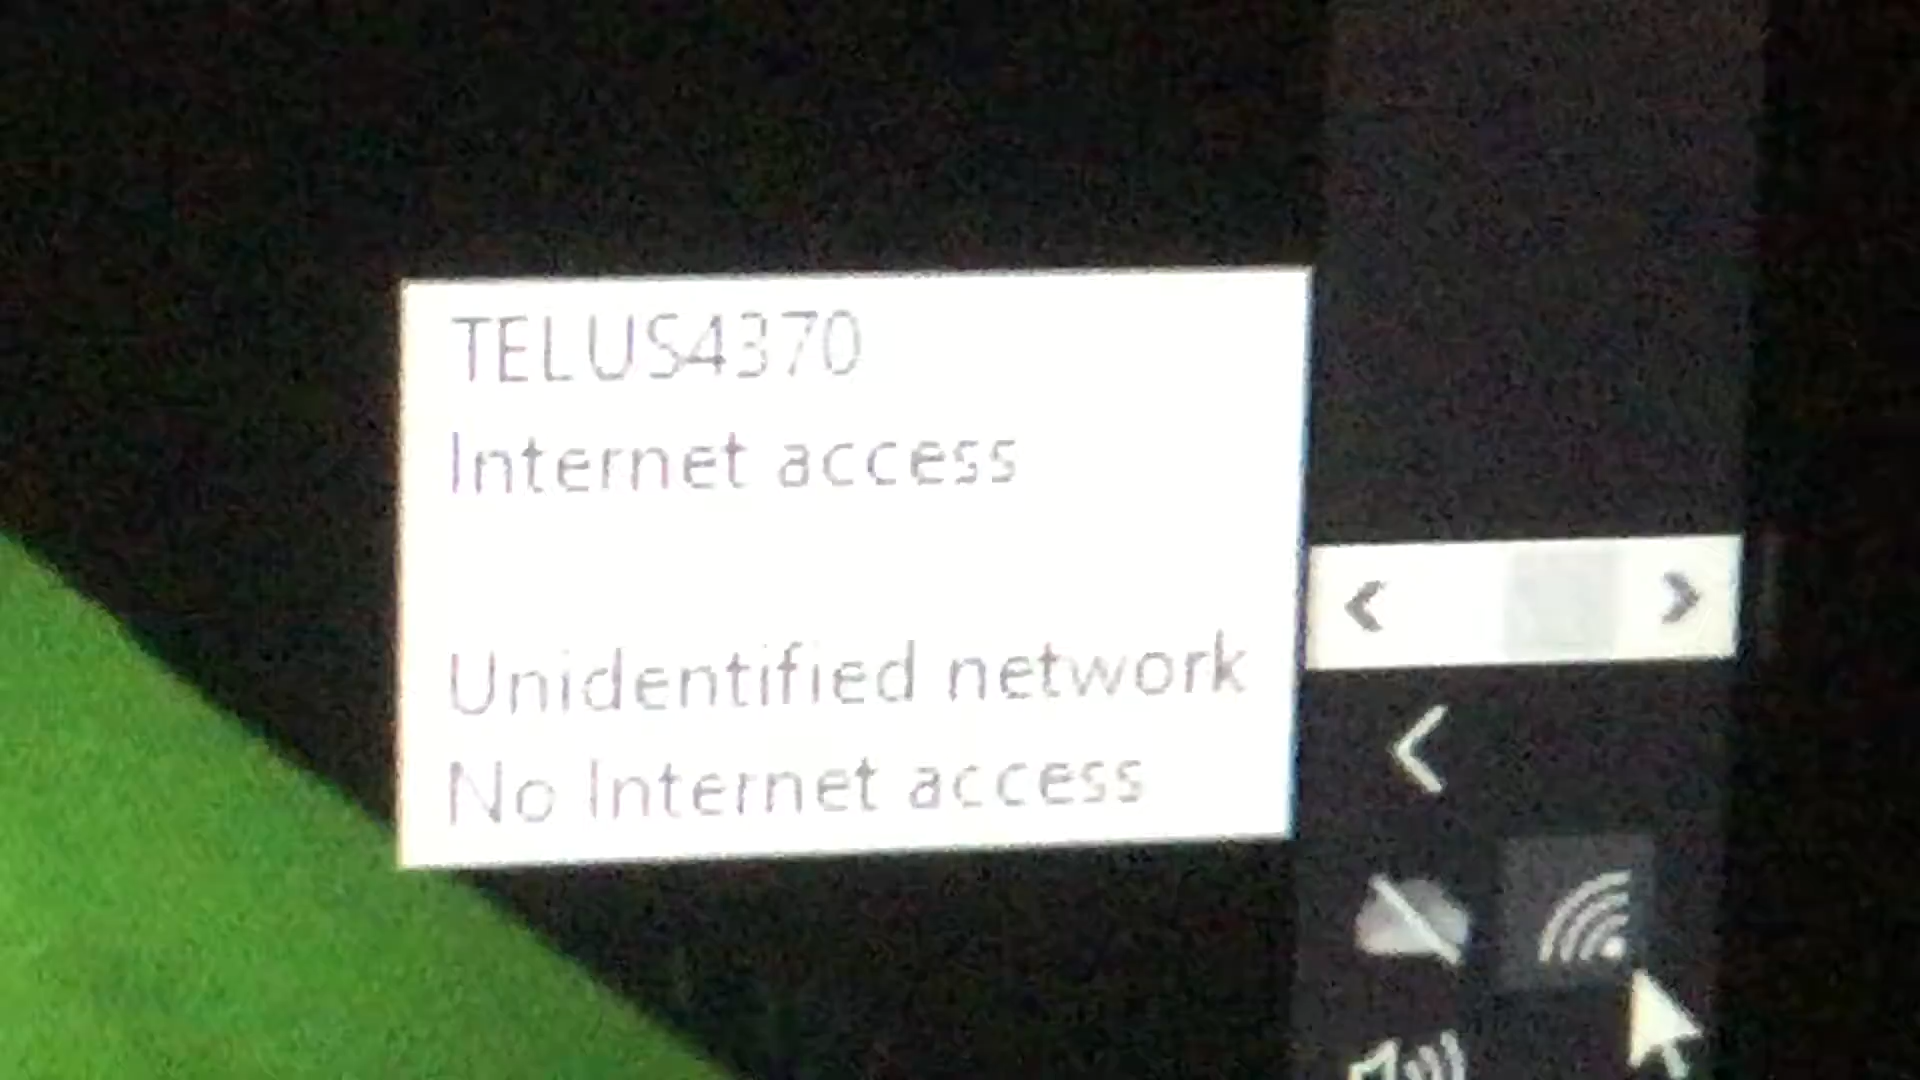 TELUS4370
Internet access
Unidentified network
No Internet access